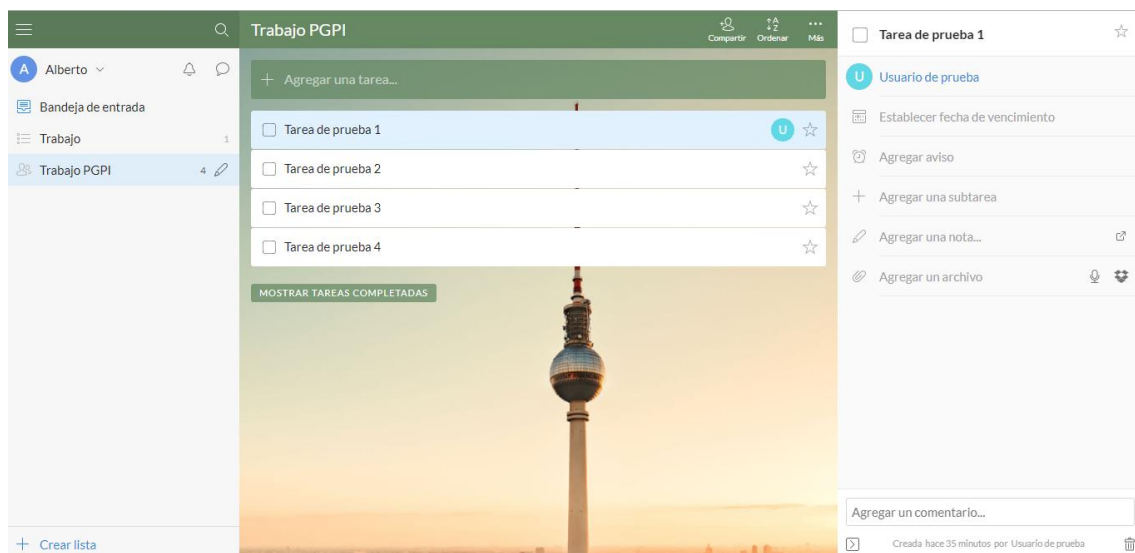 Trabajo PGPI
Compartir Ordenar Más
A Alberto
Bandeja de entrada
Trabajo 1
Trabajo PGPI 4
Crear lista
Agregar una tarea...
Tarea de prueba 1 U
Tarea de prueba 2
Tarea de prueba 3
Tarea de prueba 4
MOSTRAR TAREAS COMPLETADAS
Tarea de prueba 1
U Usuario de prueba
Establecer fecha de vencimiento
Agregar aviso
Agregar una subtarea
Agregar una nota...
Agregar un archivo
Agregar un comentario...
Creada hace 35 minutos por Usuario de prueba